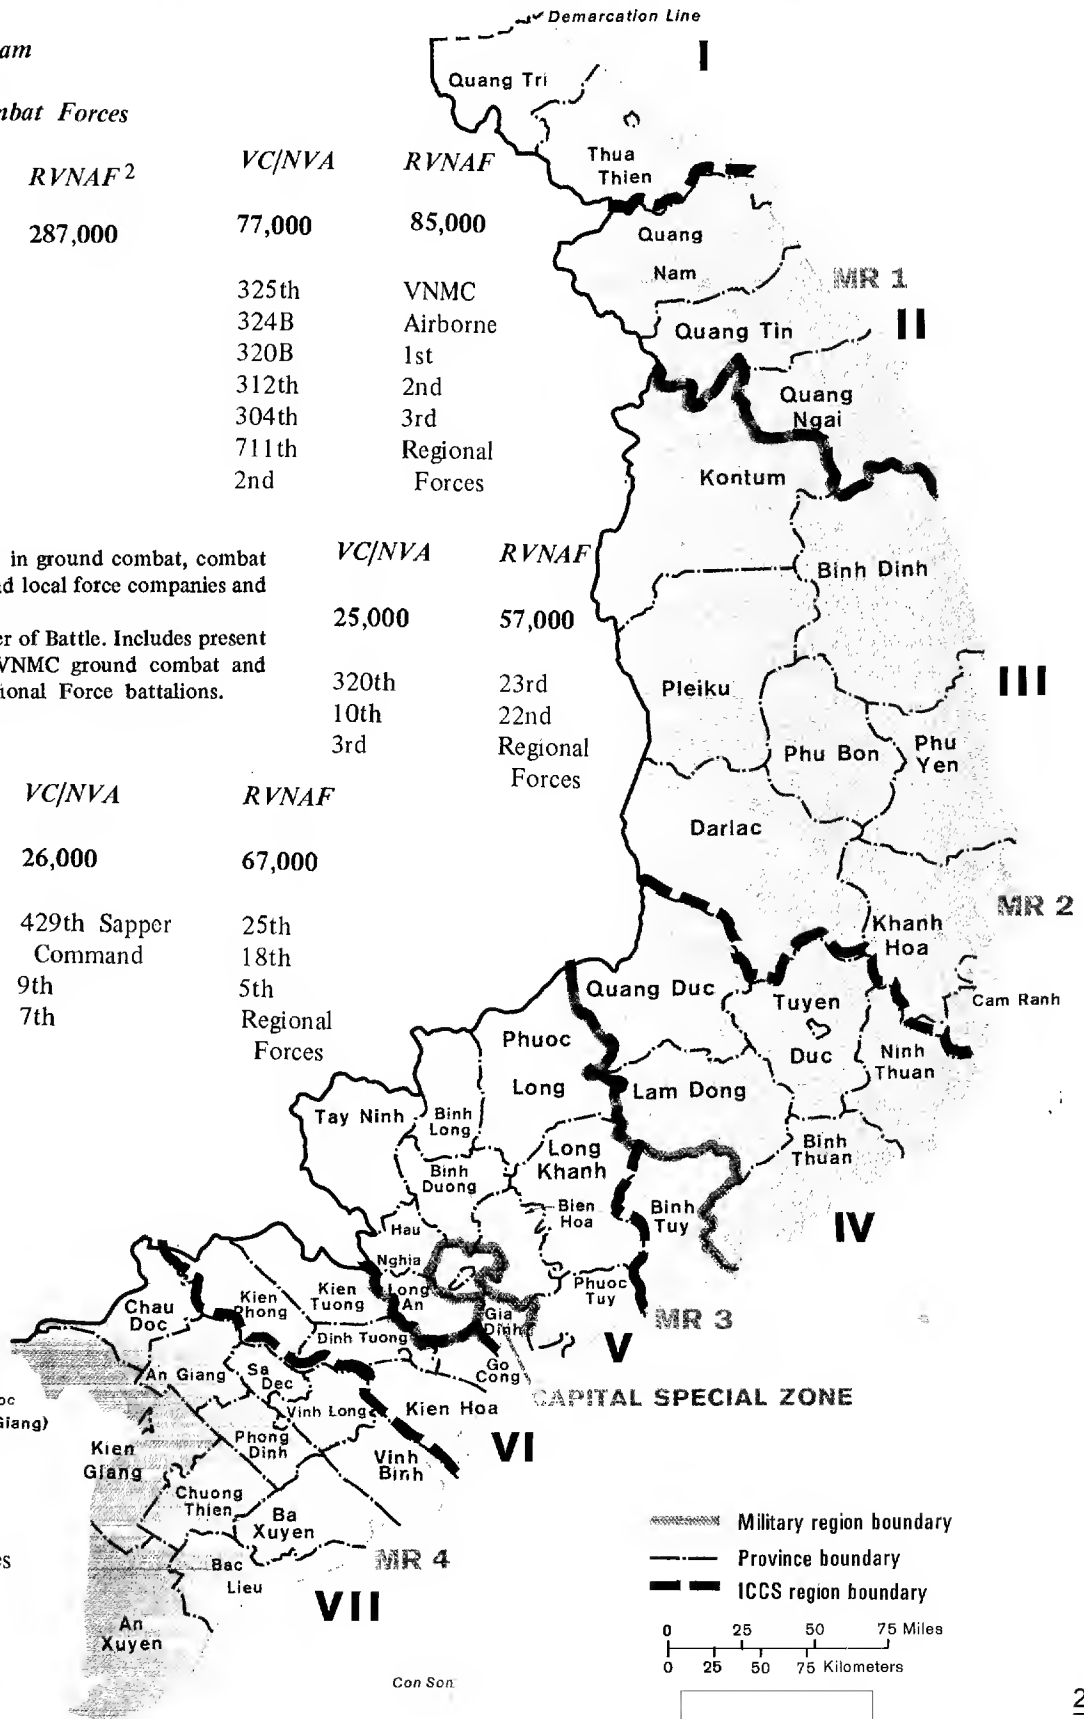 Demarcation Line
am
I
Quang Tri
mbat Forces
VC/NVA RVNAF
RVNAF 2
Thua
Thien
77,000 85,000
287,000
Quang
Nam
MR 1
325th VNMC
324B Airborne
320B 1st
312th 2nd
304th 3rd
711th Regional
2nd Forces
Quang Tin
II
Quang
Ngai
Kontum
in ground combat, combat
nd local force companies and
er of Battle. Includes present
VNMC ground combat and
ional Force battalions.
VC/NVA RVNAF
25,000 57,000
320th 23rd
10th 22nd
3rd Regional
Forces
Binh Dinh
III
Pleiku
Phu Bon
Phu
Yen
VC/NVA RVNAF
26,000 67,000
429th Sapper 25th
Command 18th
9th 5th
7th Regional
Forces
Darlac
MR 2
Khanh
Hoa
Cam Ranh
Quang Duc
Tuyen
Duc
Ninh
Thuan
Phuoc
Long
Lam Dong
Tay Ninh
Binh
Long
Long
Khanh
Binh
Thuan
Binh
Duong
Bien
Hoa
Binh
Tuy
IV
Hau
Nghia
Phuoc
Tuy
MR 3
Chau
Doc
Kien
Phong
Kien
Tuong
Long
An
Gia
Dinh
Dinh Tuong
V
Go
Cong
An Giang
Sa
Dec
CAPITAL SPECIAL ZONE
oc
Giang)
Vinh Long
Kien Hoa
VI
Kien
Giang
Phong
Dinh
Vinh
Binh
Chuong
Thien
Ba
Xuyen
Military region boundary
Province boundary
ICCS region boundary
es
Bac
Lieu
MR 4
VII
An
Xuyen
0 25 50 75 Miles
0 25 50 75 Kilometers
Con Son
2